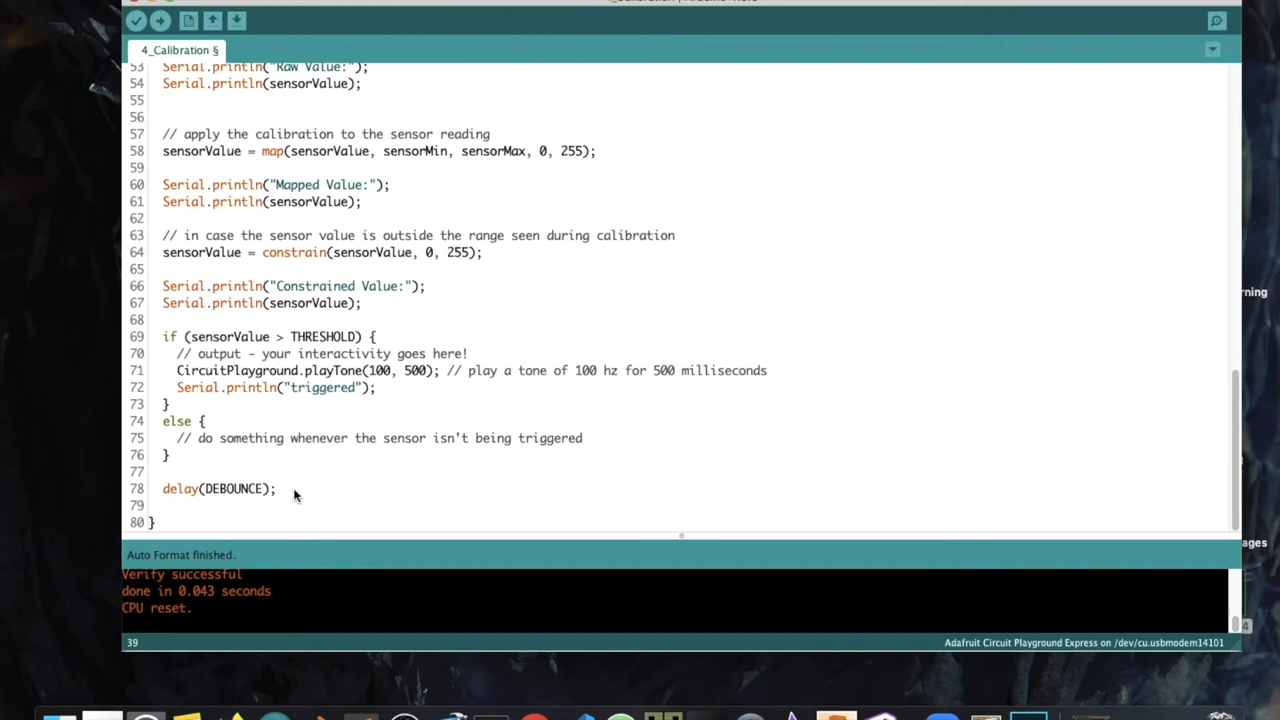 4_Calibration §
53 Serial.println("Raw Value:");
54 Serial.println(sensorValue);
55
56
57 // apply the calibration to the sensor reading
58 sensorValue = map(sensorValue, sensorMin, sensorMax, 0, 255);
59
60 Serial.println("Mapped Value:");
61 Serial.println(sensorValue);
62
63 // in case the sensor value is outside the range seen during calibration
64 sensorValue = constrain(sensorValue, 0, 255);
65
66 Serial.println("Constrained Value:");
67 Serial.println(sensorValue);
68
69 if (sensorValue > THRESHOLD) {
70 // output - your interactivity goes here!
71 CircuitPlayground.playTone(100, 500); // play a tone of 100 hz for 500 milliseconds
72 Serial.println("triggered");
73 }
74 else {
75 // do something whenever the sensor isn't being triggered
76 }
77
78 delay(DEBOUNCE);
79
80 }
rning
ages
Auto Format finished.
Verify successful
done in 0.043 seconds
CPU reset.
4
39
Adafruit Circuit Playground Express on /dev/cu.usbmodem14101